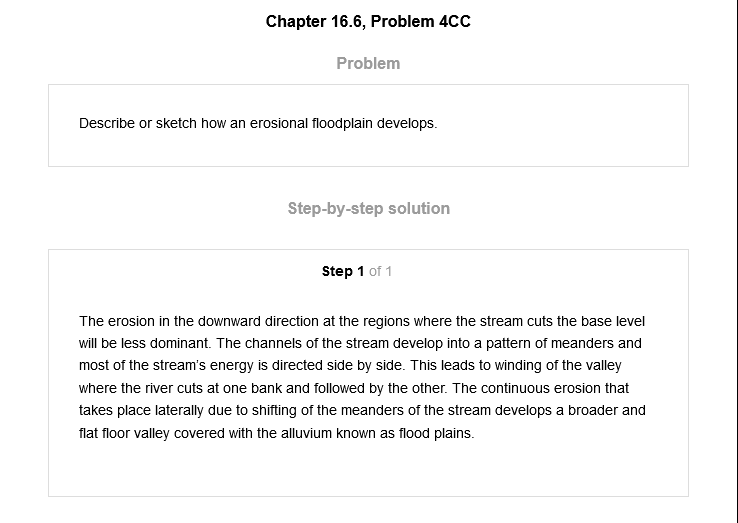 Chapter 16.6, Problem 4CC
Problem
Describe or sketch how an erosional floodplain develops.
Step-by-step solution
Step 1 of 1
The erosion in the downward direction at the regions where the stream cuts the base level
will be less dominant. The channels of the stream develop into a pattern of meanders and
most of the stream's energy is directed side by side. This leads to winding of the valley
where the river cuts at one bank and followed by the other. The continuous erosion that
takes place laterally due to shifting of the meanders of the stream develops a broader and
flat floor valley covered with the alluvium known as flood plains.